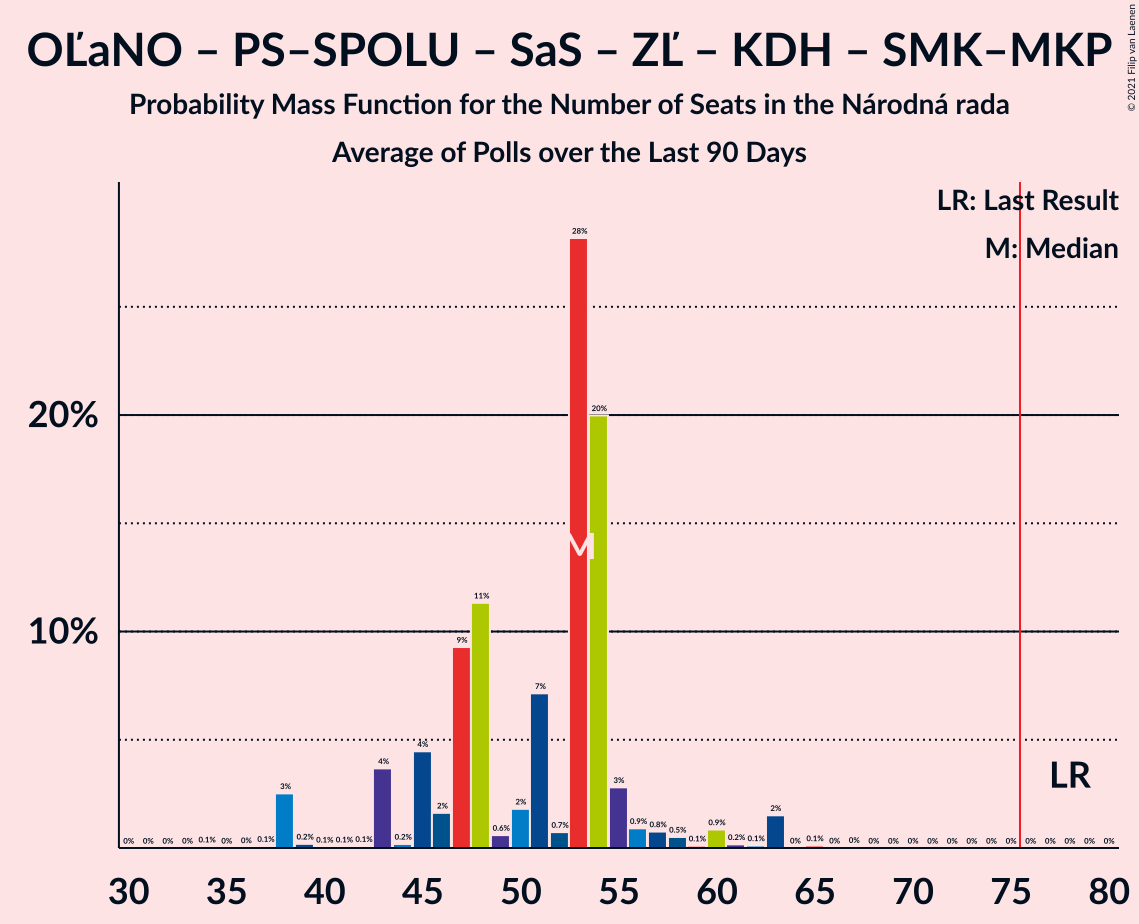 OĽaNO – PS–SPOLU – SaS – ZĽ – KDH – SMK–MKP
Probability Mass Function for the Number of Seats in the Národná rada
Average of Polls over the Last 90 Days
© 2021 Filip van Laenen
LR: Last Result
M: Median
20%
10%
0% 0% 0% 0% 0.1% 0% 0% 0.1% 3% 0.2% 0.1% 0.1% 0.1% 4% 0.2% 4% 2% 9% 11% 0.6% 2% 7% 0.7% 28% 20% 3% 0.9% 0.8% 0.5% 0.1% 0.9% 0.2% 0.1% 2% 0% 0.1% 0% 0% 0% 0% 0% 0% 0% 0% 0% 0% 0% 0% 0% 0% 0%
M
LR
30 35 40 45 50 55 60 65 70 75 80